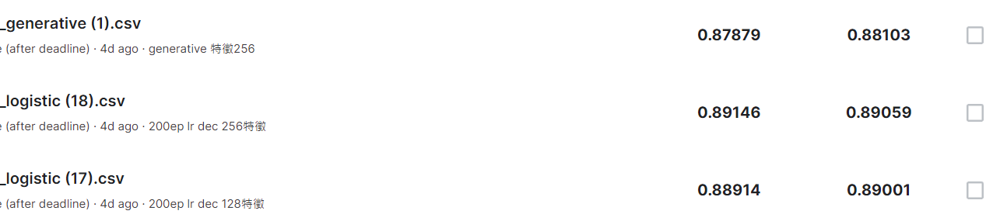 _generative (1).csv
0.87879
0.88103
e (after deadline) · 4d ago · generative 特徵256
_logistic (18).csv
0.89146
0.89059
e (after deadline) · 4d ago · 200ep lr dec 256特徵
_logistic (17).csv
0.88914
0.89001
e (after deadline) · 4d ago · 200ep lr dec 128特徵